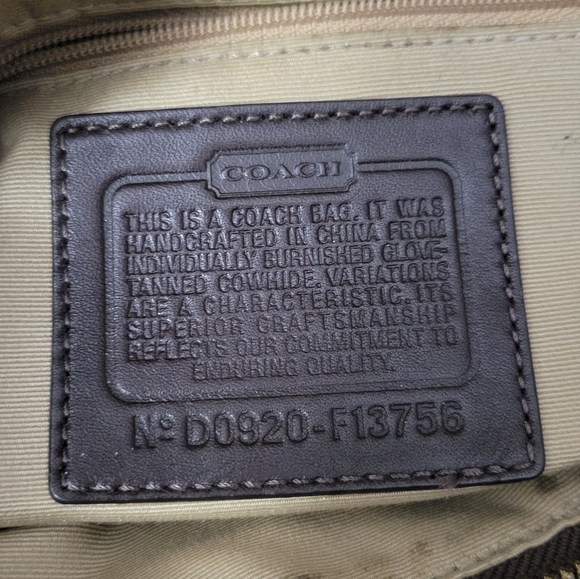 COACH
THIS IS A COACH BAG. IT WAS
HANDCRAFTED IN CHINA FROM
INDIVIDUALLY BURNISHED GLOVE-
TANNED COWHIDE. VARIATIONS
ARE A CHARACTERISTIC. ITS
SUPERIOR CRAFTSMANSHIP
REFLECTS OUR COMMITMENT TO
ENDURING QUALITY.
Nº D0920-F13756